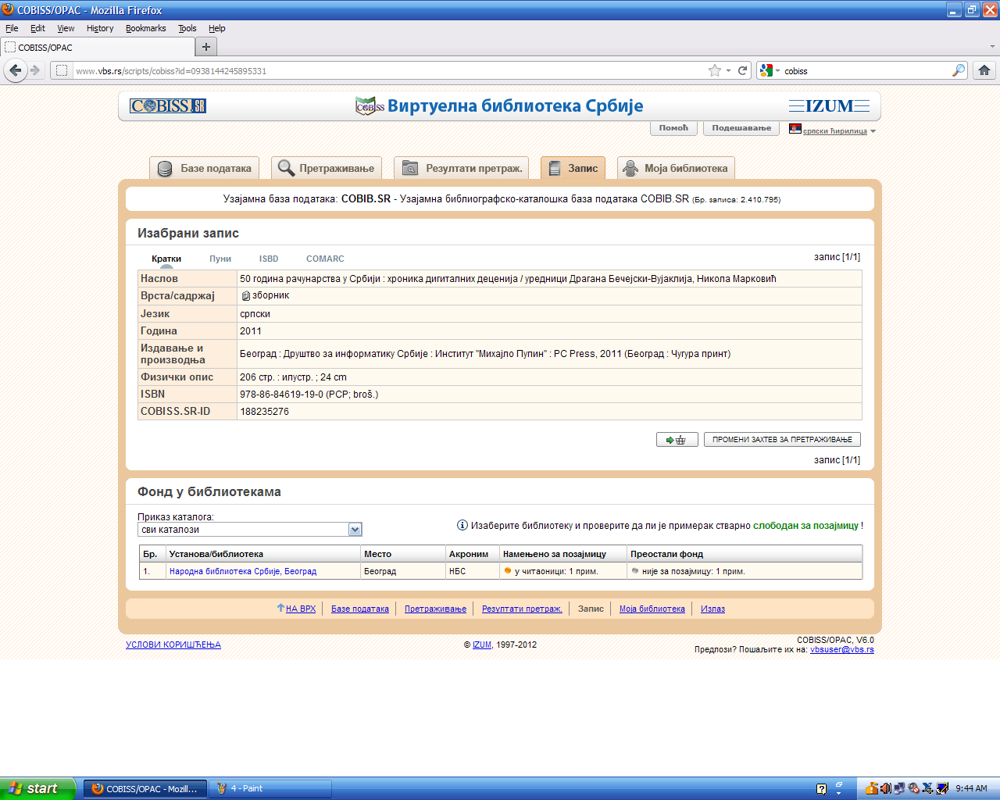 COBISS/OPAC - Mozilla Firefox
File Edit View History Bookmarks Tools Help
COBISS/OPAC
www.vbs.rs/scripts/cobiss?id=0938144245895331
cobiss
COBISS.SR
COBISS Виртуелна библиотека Србије
IZUM
Помоћ Подешавање српски ћирилица
Базе података Претраживање Резултати претраж. Запис Моја библиотека
Узајамна база података: COBIB.SR - Узајамна библиографско-каталошка база података COBIB.SR (Бр. записа: 2.410.795)
Изабрани запис
Кратки Пуни ISBD COMARC
запис [1/1]
Наслов 50 година рачунарства у Србији : хроника дигиталних деценија / уредници Драгана Бечејски-Вујаклија, Никола Марковић
Врста/садржај зборник
Језик српски
Година 2011
Издавање и производња Београд : Друштво за информатику Србије : Институт "Михајло Пупин" : PC Press, 2011 (Београд : Чугура принт)
Физички опис 206 стр. : илустр. ; 24 cm
ISBN 978-86-84619-19-0 (PCP; broš.)
COBISS.SR-ID 188235276
ПРОМЕНИ ЗАХТЕВ ЗА ПРЕТРАЖИВАЊЕ
запис [1/1]
Фонд у библиотекама
Приказ каталога:
сви каталози
Изаберите библиотеку и проверите да ли је примерак стварно слободан за позајмицу !
Бр. Установа/библиотека Место Акроним Намењено за позајмицу Преостали фонд
1. Народна библиотека Србије, Београд Београд НБС у читаоници: 1 прим. није за позајмицу: 1 прим.
НА ВРХ Базе података Претраживање Резултати претраж. Запис Моја библиотека Излаз
УСЛОВИ КОРИШЋЕЊА
© IZUM, 1997-2012
COBISS/OPAC, V6.0
Предлози? Пошаљите их на: vbsuser@vbs.rs
start
COBISS/OPAC - Mozill...
4 - Paint
9:44 AM